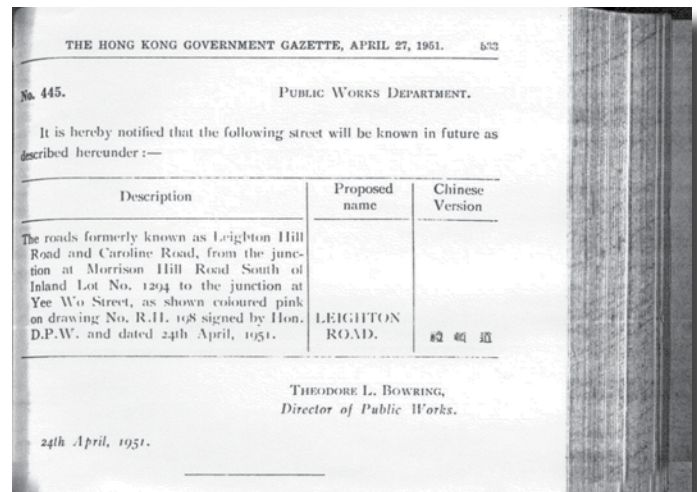 THE HONG KONG GOVERNMENT GAZETTE, APRIL 27, 1951. 533
No. 445. PUBLIC WORKS DEPARTMENT.
It is hereby notified that the following street will be known in future as
described hereunder :—
Description Proposed name Chinese Version
The roads formerly known as Leighton Hill
Road and Caroline Road, from the junc-
tion at Morrison Hill Road South of
Inland Lot No. 1294 to the junction at
Yee Wo Street, as shown coloured pink
on drawing No. R.H. 198 signed by Hon. LEIGHTON
D.P.W. and dated 24th April, 1951. ROAD. 道
THEODORE L. BOWRING,
Director of Public Works.
24th April, 1951.